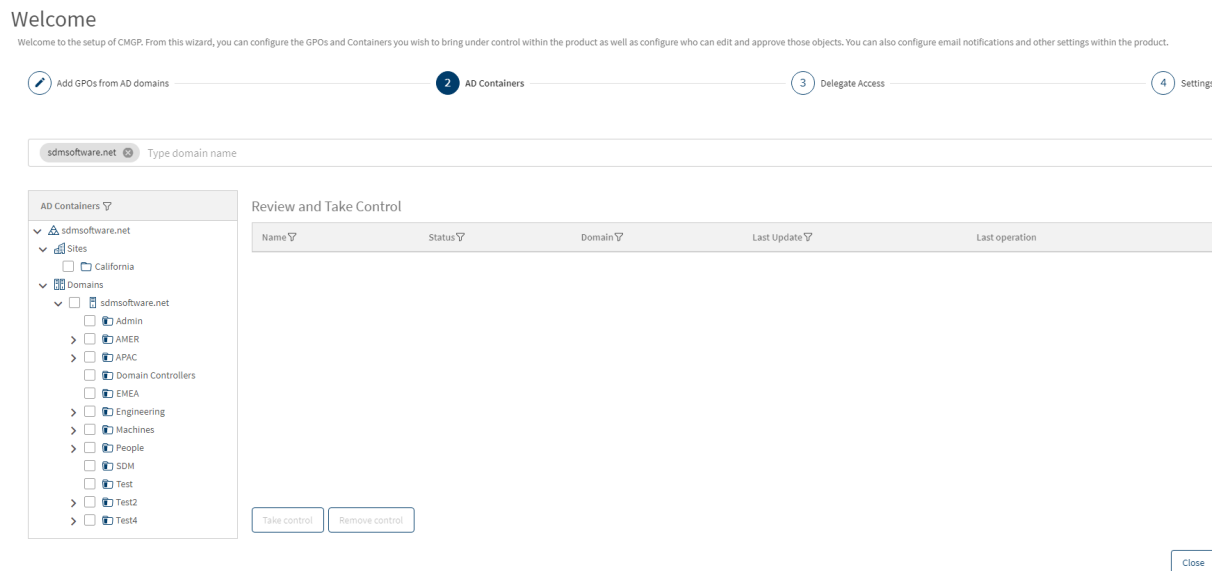 Welcome
Welcome to the setup of CMGP. From this wizard, you can configure the GPOs and Containers you wish to bring under control within the product as well as configure who can edit and approve those objects. You can also configure email notifications and other settings within the product.
Add GPOs from AD domains
2 AD Containers
3 Delegate Access
4 Settings
sdmsoftware.net Type domain name
AD Containers
sdmsoftware.net
Sites
California
Domains
sdmsoftware.net
Admin
AMER
APAC
Domain Controllers
EMEA
Engineering
Machines
People
SDM
Test
Test2
Test4
Review and Take Control
Name Status Domain Last Update Last operation
Take control Remove control
Close